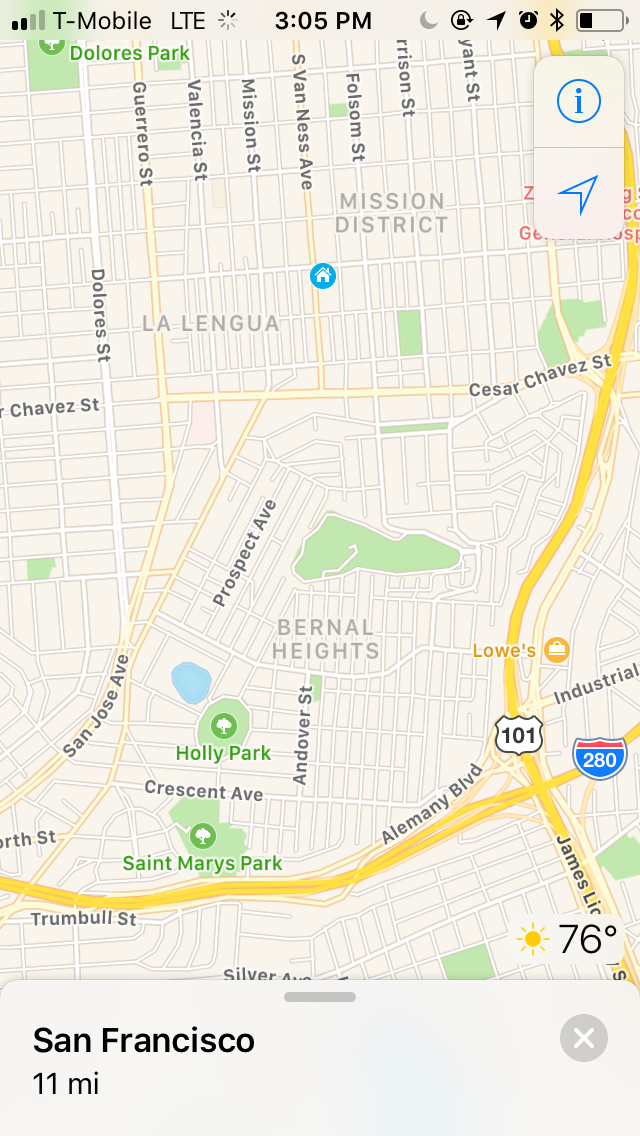 T-Mobile LTE 3:05 PM
Dolores Park
Guerrero St
Valencia St
Mission St
S Van Ness Ave
Folsom St
rrison St
yant St
i
MISSION
DISTRICT
Z
g
Ge
osp
Dolores St
LA LENGUA
Cesar Chavez St
r Chavez St
Prospect Ave
BERNAL
HEIGHTS
Lowe's
San Jose Ave
Industrial
Andover St
101
280
Holly Park
Crescent Ave
Alemany Blvd
orth St
Saint Marys Park
James Lic
Trumbull St
76°
Silver Ave
San Francisco
11 mi